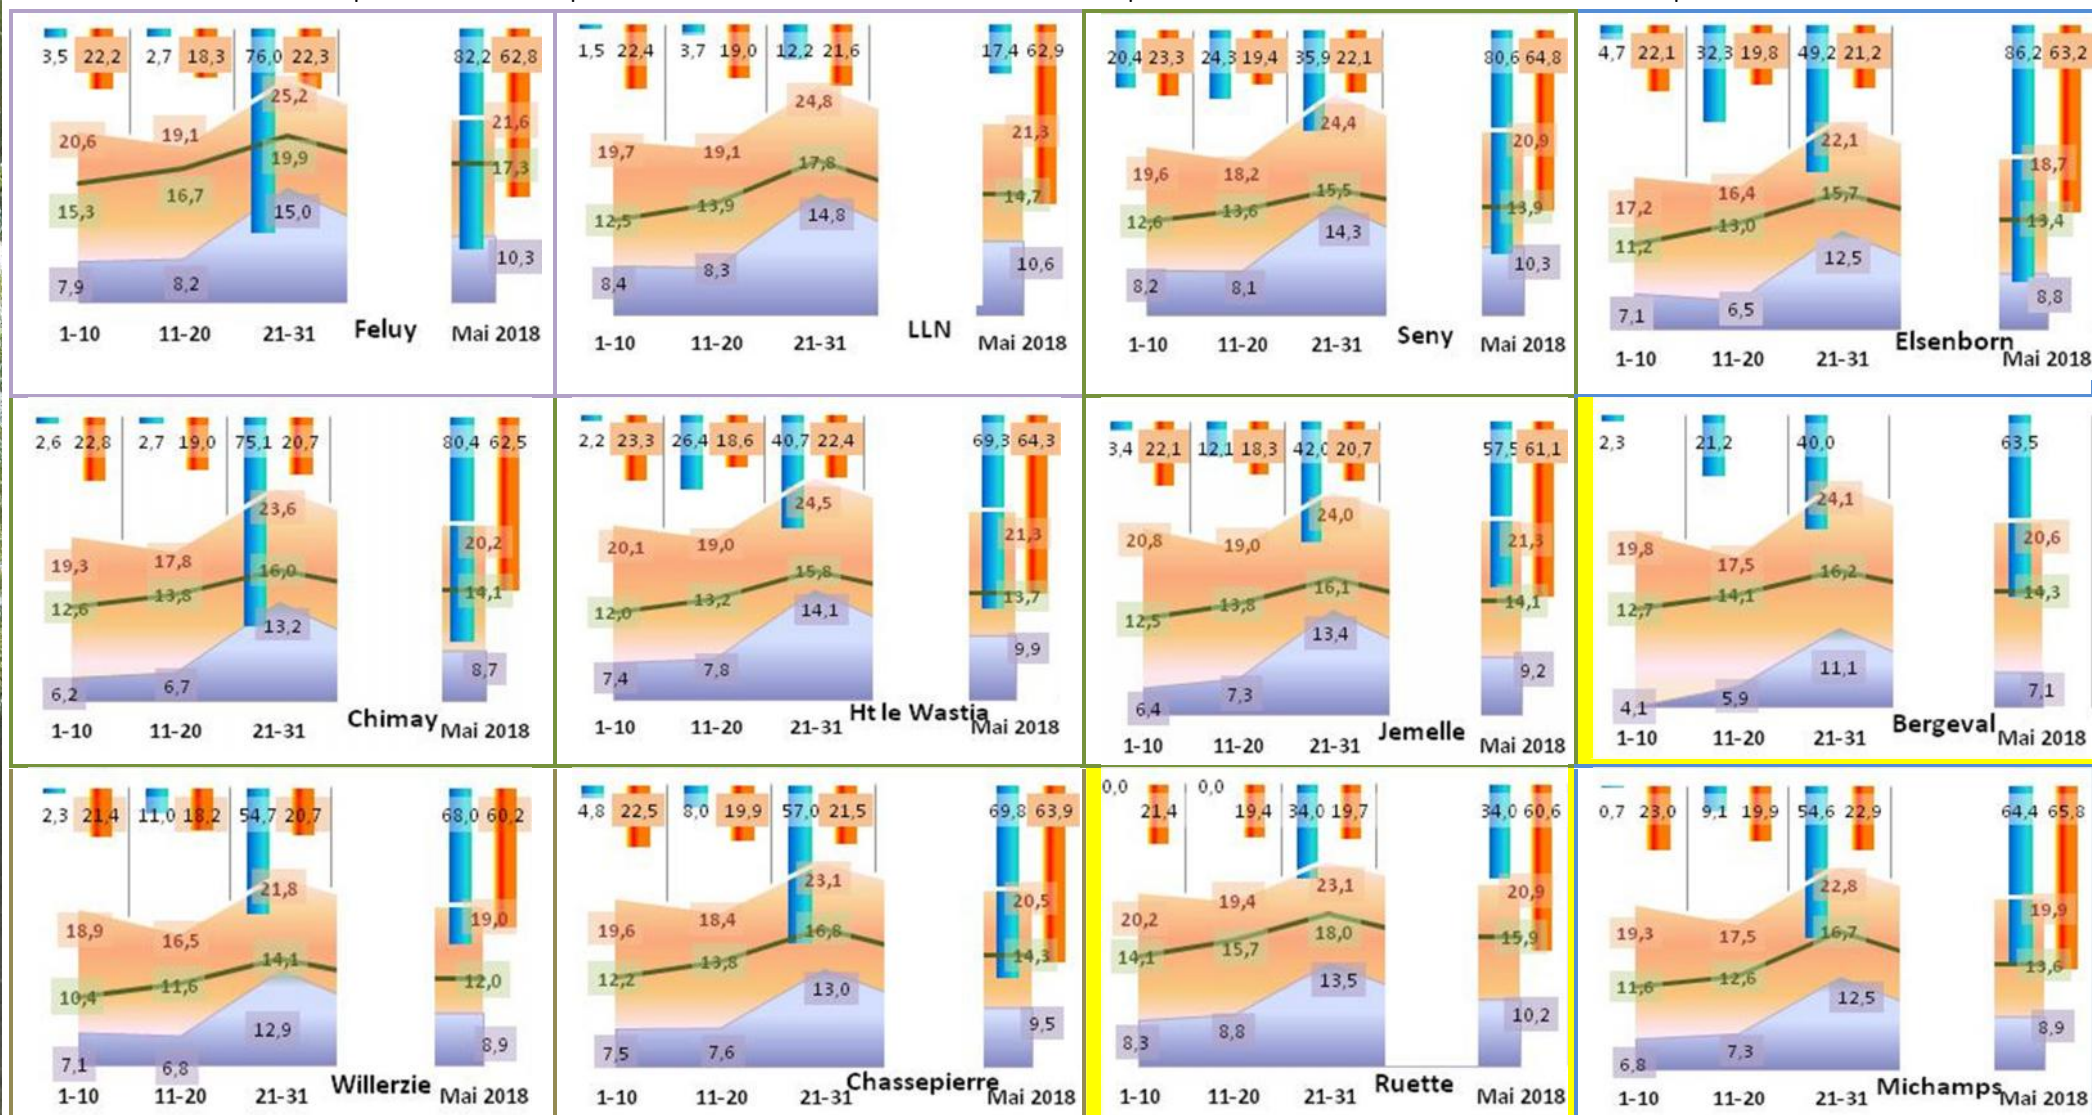 3,5 22,2 2,7 18,3 76,0 22,3 82,2 62,8
25,2
20,6 19,1 21,6
19,9 17,3
15,3 16,7
15,0
10,3
7,9 8,2
1-10 11-20 21-31 Feluy Mai 2018
1,5 22,4 3,7 19,0 12,2 21,6 17,4 62,9
24,8
19,7 19,1 21,3
17,8
12,5 13,9 14,7
14,8
8,4 8,3 10,6
1-10 11-20 21-31 LLN Mai 2018
20,4 23,3 24,3 19,4 35,9 22,1 80,6 64,8
24,4
19,6 18,2 20,9
15,5
12,6 13,6 13,9
14,3
8,2 8,1 10,3
1-10 11-20 21-31 Seny Mai 2018
4,7 22,1 32,3 19,8 49,2 21,2 86,2 63,2
22,1
17,2 16,4 18,7
15,7
11,2 13,0 13,4
12,5
7,1 6,5 8,8
1-10 11-20 21-31 Elsenborn Mai 2018
2,6 22,8 2,7 19,0 75,1 20,7 80,4 62,5
23,6
19,3 17,8 20,2
16,0
12,6 13,8 14,1
13,2
6,2 6,7 8,7
1-10 11-20 21-31 Chimay Mai 2018
2,2 23,3 26,4 18,6 40,7 22,4 69,3 64,3
24,5
20,1 19,0 21,3
15,8
12,0 13,2 13,7
14,1
7,4 7,8 9,9
1-10 11-20 21-31 Ht le Wastia Mai 2018
3,4 22,1 12,1 18,3 42,0 20,7 57,5 61,1
24,0
20,8 19,0 21,3
16,1
12,5 13,8 14,1
13,4
6,4 7,3 9,2
1-10 11-20 21-31 Jemelle Mai 2018
2,3 21,2 40,0 63,5
24,1
19,8 17,5 20,6
16,2
12,7 14,1 14,3
11,1
4,1 5,9 7,1
1-10 11-20 21-31 Bergeval Mai 2018
2,3 21,4 11,0 18,2 54,7 20,7 68,0 60,2
21,8
18,9 16,5 19,0
14,1
10,4 11,6 12,0
12,9
7,1 6,8 8,9
1-10 11-20 21-31 Willerzie Mai 2018
4,8 22,5 8,0 19,9 57,0 21,5 69,8 63,9
23,1
19,6 18,4 20,5
16,8
12,2 13,8 14,3
13,0
7,5 7,6 9,5
1-10 11-20 21-31 Chassepierre Mai 2018
0,0 21,4 0,0 19,4 34,0 19,7 34,0 60,6
23,1
20,2 19,4 20,9
18,0
14,1 15,7 15,9
13,5
8,3 8,8 10,2
1-10 11-20 21-31 Ruette Mai 2018
0,7 23,0 9,1 19,9 54,6 22,9 64,4 65,8
22,8
19,3 17,5 19,9
16,7
11,6 12,6 13,6
12,5
6,8 7,3 8,9
1-10 11-20 21-31 Michamps Mai 2018